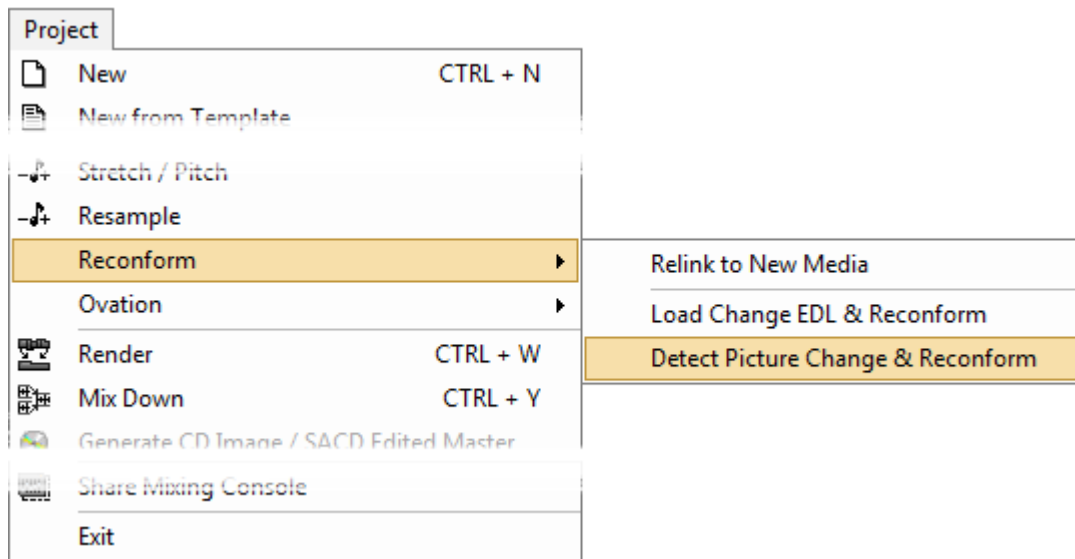 Project
New CTRL + N
New from Template
Stretch / Pitch
Resample
Reconform
Ovation
Render CTRL + W
Mix Down CTRL + Y
Generate CD Image / SACD Edited Master
Share Mixing Console
Exit
Relink to New Media
Load Change EDL & Reconform
Detect Picture Change & Reconform